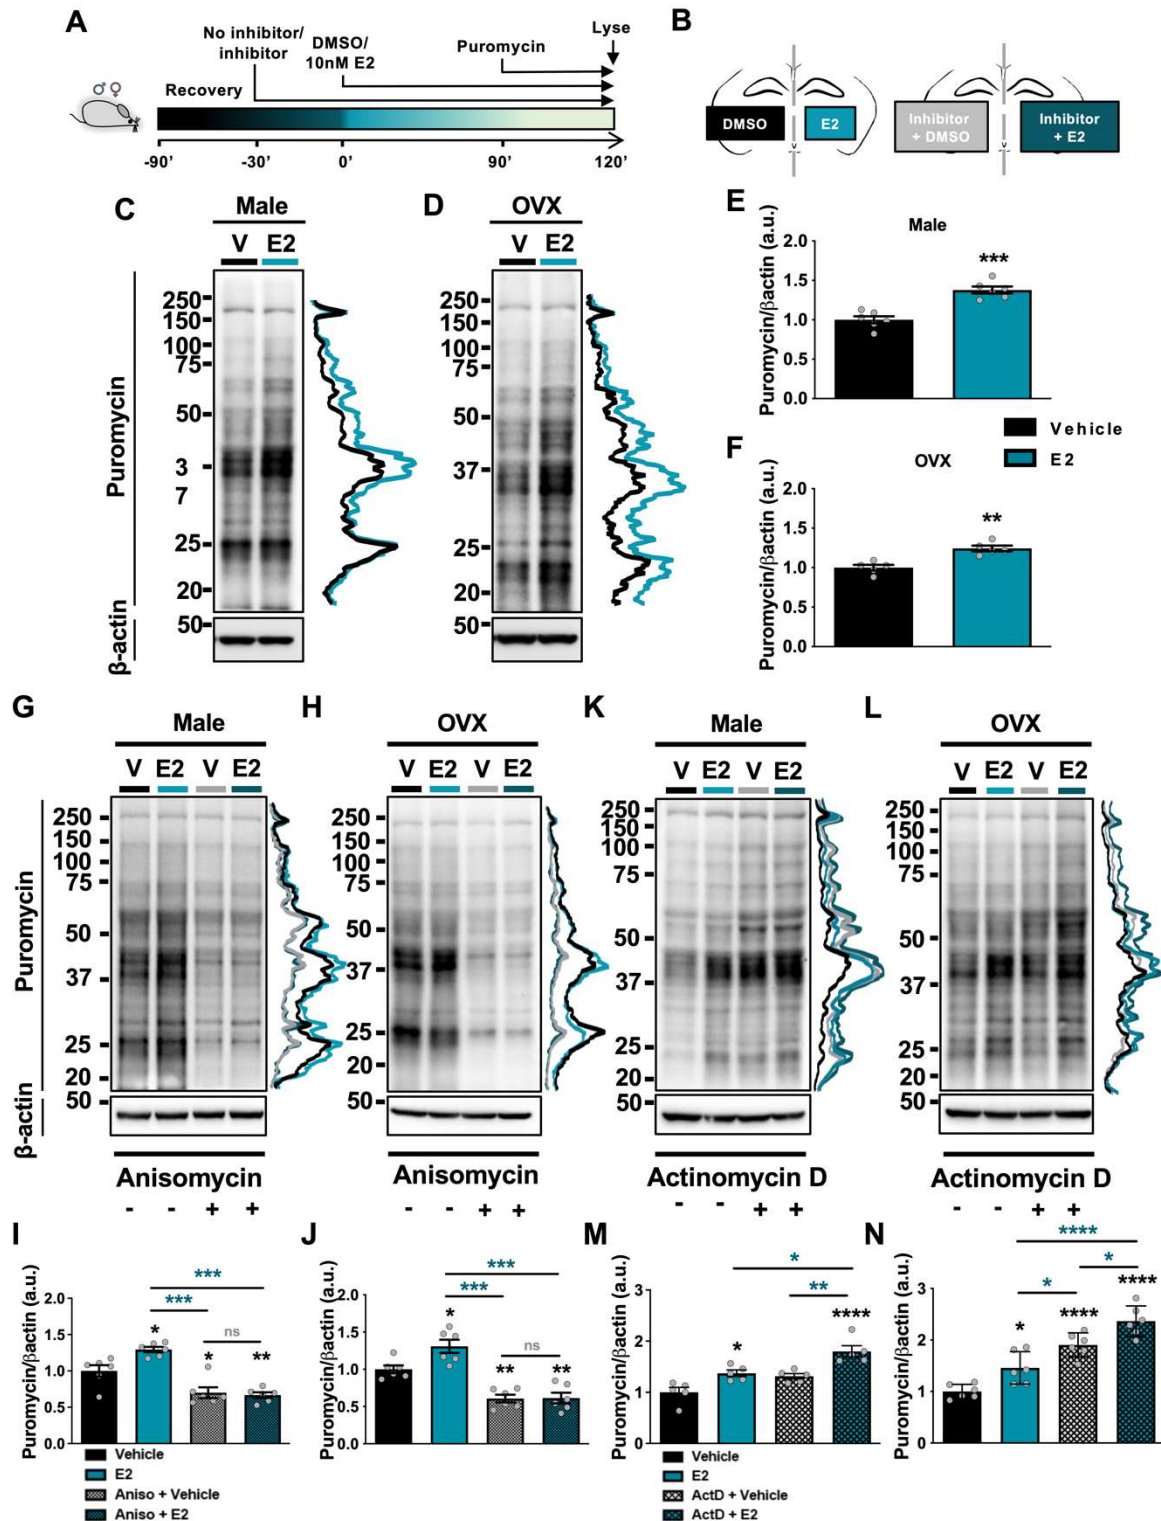 A
No inhibitor/
inhibitor
DMSO/
10nM E2
Puromycin
Lyse
Recovery
♂ ♀
-90’ -30’ 0’ 90’ 120’
B
DMSO E2
Inhibitor
+ DMSO
Inhibitor
+ E2
C
Male
V E2
Puromycin
250
150
100
75
50
3
7
25
20
β-actin
50
D
OVX
V E2
250
150
100
75
50
37
25
20
50
E
Male
Puromycin/βactin (a.u.)
2.0
1.5
1.0
0.5
0.0
***
Vehicle
E2
F
OVX
Puromycin/βactin (a.u.)
2.0
1.5
1.0
0.5
0.0
**
G
Male
V E2 V E2
Puromycin
250
150
100
75
50
37
25
20
β-actin
50
Anisomycin
- - + +
H
OVX
V E2 V E2
250
150
100
75
50
37
25
20
50
Anisomycin
- - + +
K
Male
V E2 V E2
250
150
100
75
50
37
25
20
50
Actinomycin D
- - + +
L
OVX
V E2 V E2
250
150
100
75
50
37
25
20
50
Actinomycin D
- - + +
I
Puromycin/βactin (a.u.)
2.0
1.5
1.0
0.5
0.0
***
***
ns
* * **
Vehicle
E2
Aniso + Vehicle
Aniso + E2
J
Puromycin/βactin (a.u.)
2.0
1.5
1.0
0.5
0.0
***
***
ns
* ** **
M
Puromycin/βactin (a.u.)
3
2
1
0
*
**
* ****
Vehicle
E2
ActD + Vehicle
ActD + E2
N
Puromycin/βactin (a.u.)
3
2
1
0
****
*
*
* **** ****